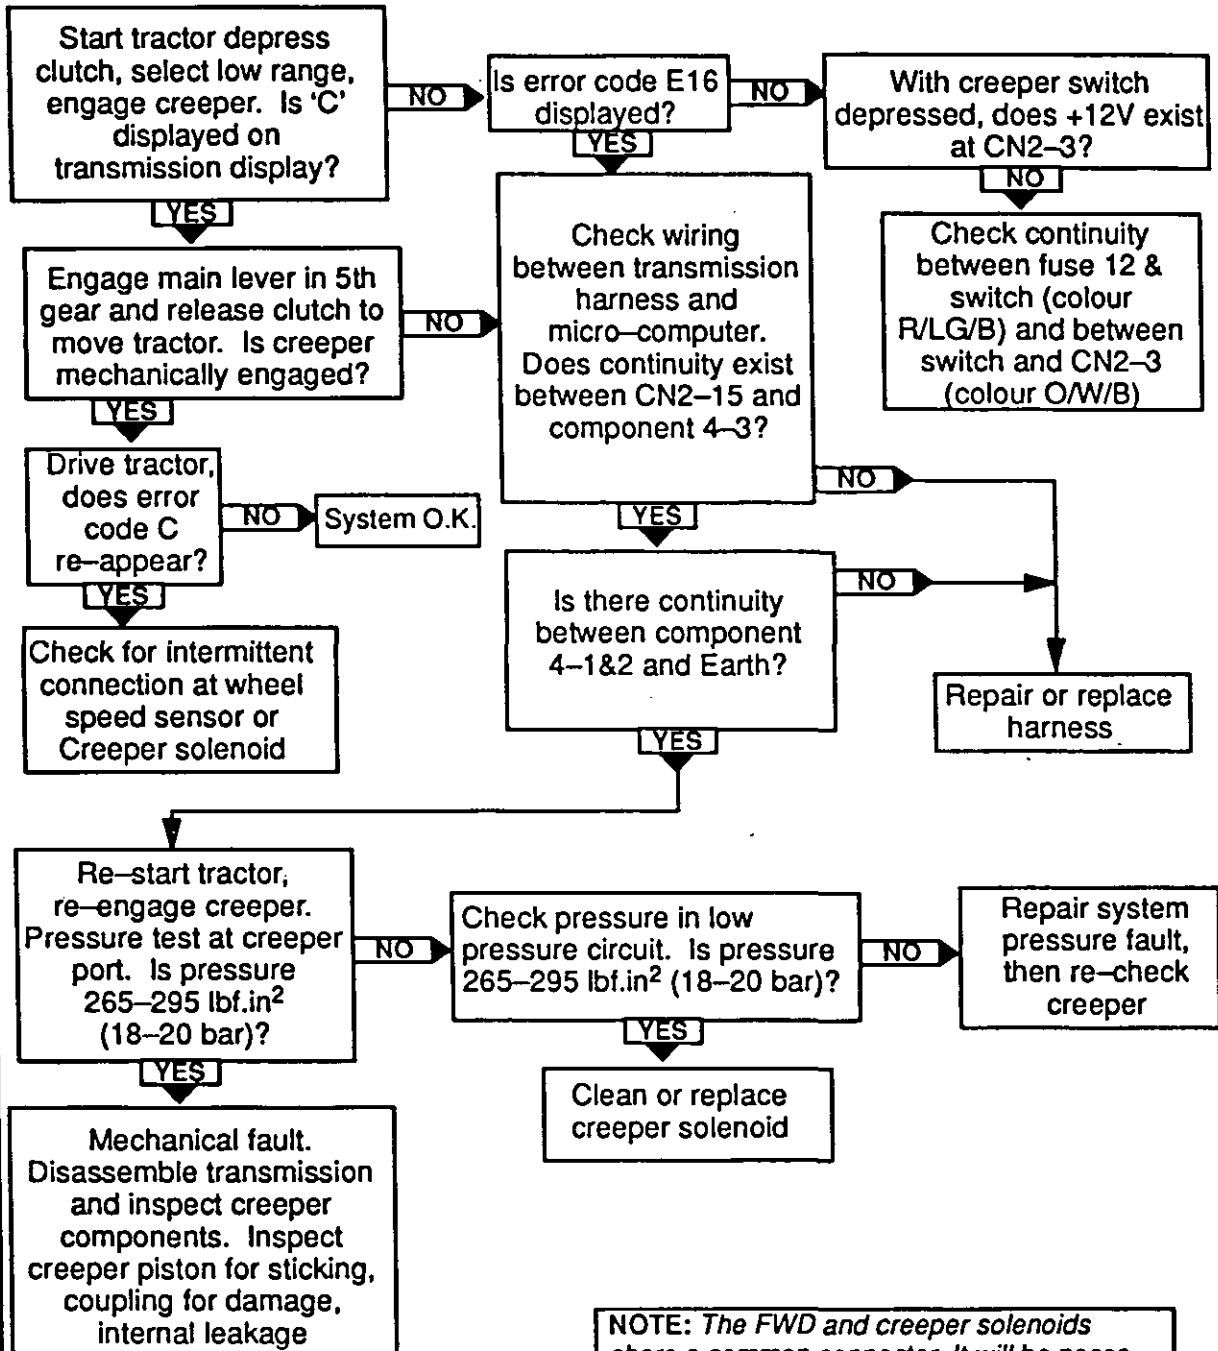 Start tractor depress
clutch, select low range,
engage creeper. Is 'C'
displayed on
transmission display?
NO
Is error code E16
displayed?
NO
With creeper switch
depressed, does +12V exist
at CN2–3?
YES
YES
NO
Engage main lever in 5th
gear and release clutch to
move tractor. Is creeper
mechanically engaged?
NO
Check wiring
between transmission
harness and
micro–computer.
Does continuity exist
between CN2–15 and
component 4–3?
Check continuity
between fuse 12 &
switch (colour
R/LG/B) and between
switch and CN2–3
(colour O/W/B)
YES
Drive tractor,
does error
code C
re–appear?
NO
System O.K.
NO
YES
YES
Is there continuity
between component
4–1&2 and Earth?
NO
Check for intermittent
connection at wheel
speed sensor or
Creeper solenoid
Repair or replace
harness
YES
Re–start tractor,
re–engage creeper.
Pressure test at creeper
port. Is pressure
265–295 lbf.in²
(18–20 bar)?
NO
Check pressure in low
pressure circuit. Is pressure
265–295 lbf.in² (18–20 bar)?
NO
Repair system
pressure fault,
then re–check
creeper
YES
YES
Clean or replace
creeper solenoid
Mechanical fault.
Disassemble transmission
and inspect creeper
components. Inspect
creeper piston for sticking,
coupling for damage,
internal leakage
NOTE: The FWD and creeper solenoids
share a common connector. It will be